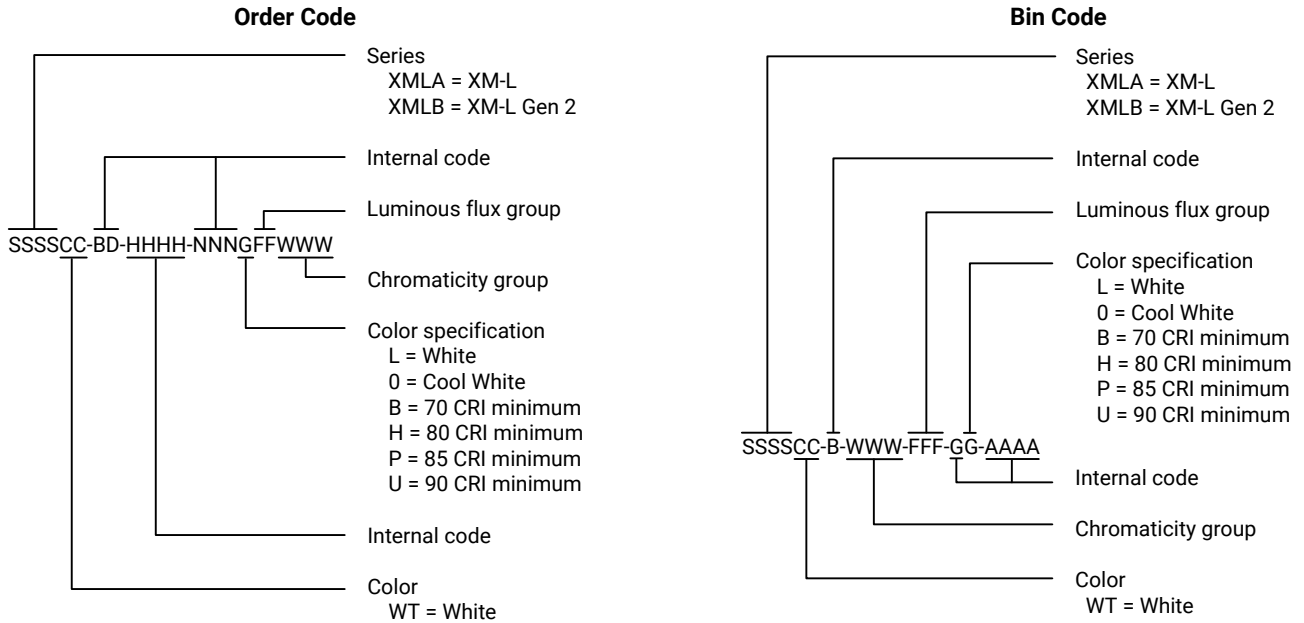 Order Code
Series
XMLA = XM-L
XMLB = XM-L Gen 2
Internal code
Luminous flux group
SSSSCC-BD-HHHH-NNNGFFWWW
Chromaticity group
Color specification
L = White
0 = Cool White
B = 70 CRI minimum
H = 80 CRI minimum
P = 85 CRI minimum
U = 90 CRI minimum
Internal code
Color
WT = White
Bin Code
Series
XMLA = XM-L
XMLB = XM-L Gen 2
Internal code
Luminous flux group
Color specification
L = White
0 = Cool White
B = 70 CRI minimum
H = 80 CRI minimum
P = 85 CRI minimum
U = 90 CRI minimum
SSSSCC-B-WWW-FFF-GG-AAAA
Internal code
Chromaticity group
Color
WT = White